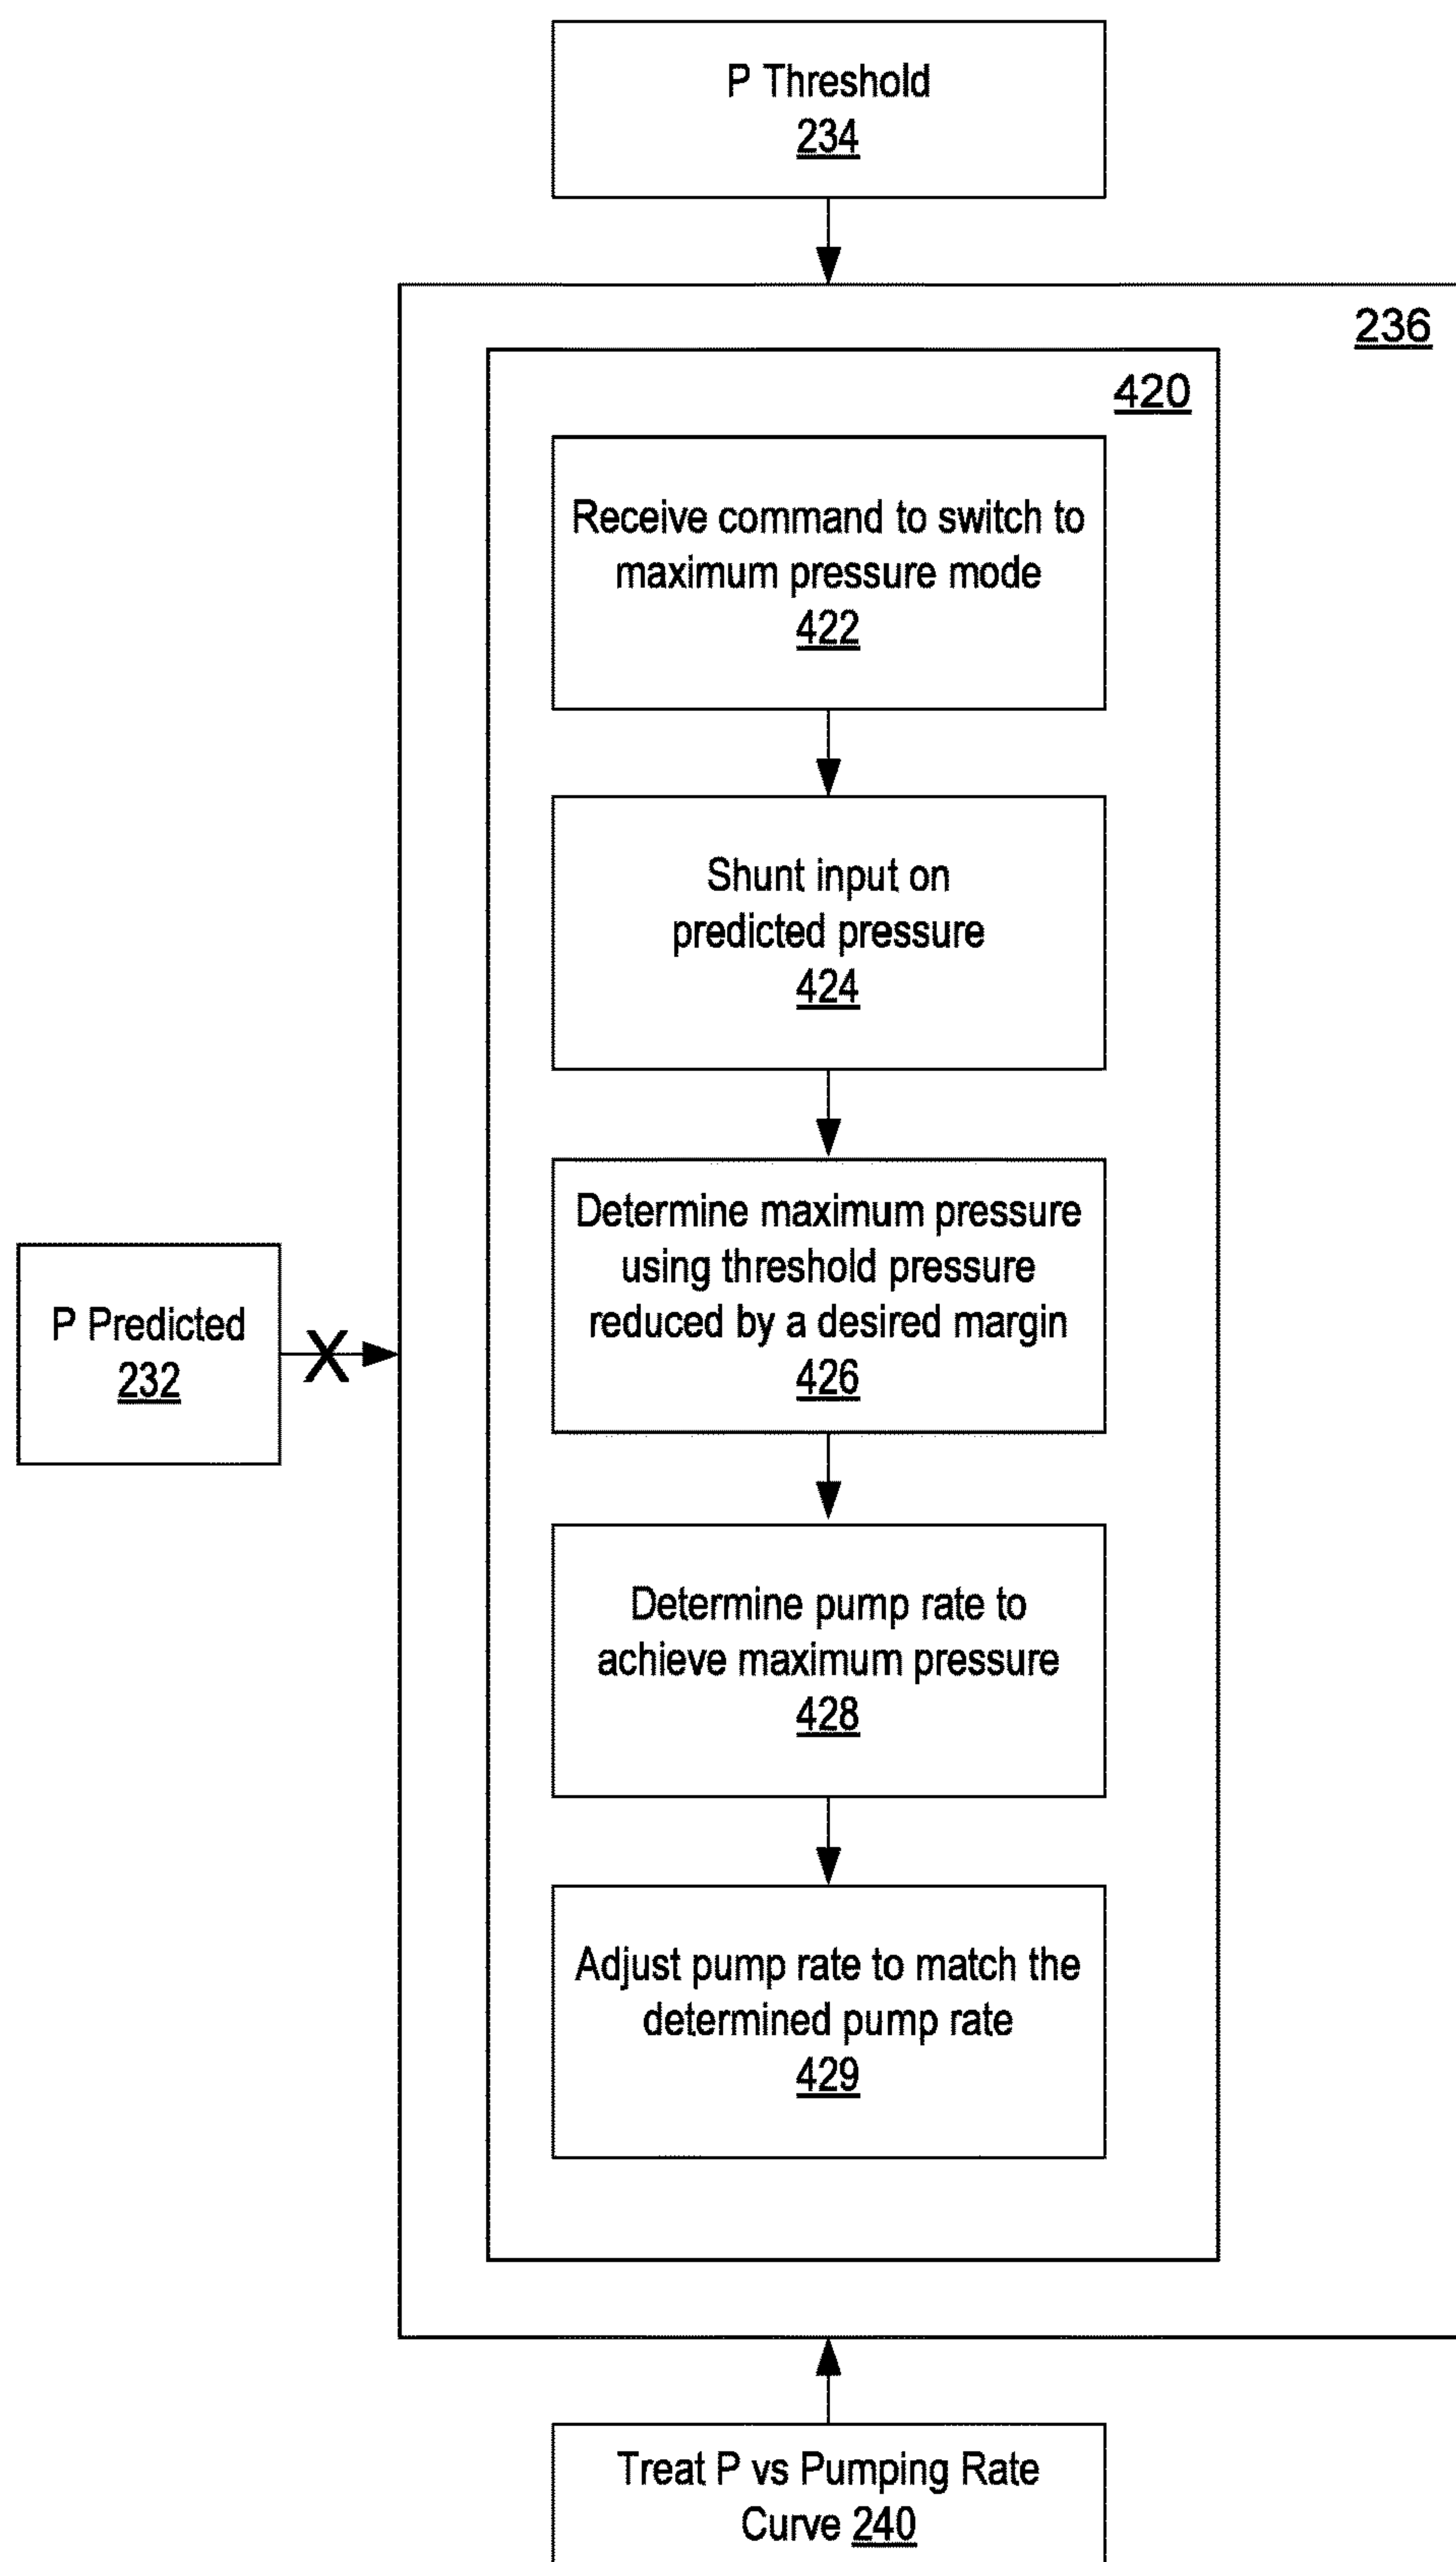 P Threshold
234
236
420
Receive command to switch to
maximum pressure mode
422
Shunt input on
predicted pressure
424
Determine maximum pressure
using threshold pressure
reduced by a desired margin
426
P Predicted
232
X
Determine pump rate to
achieve maximum pressure
428
Adjust pump rate to match the
determined pump rate
429
Treat P vs Pumping Rate
Curve 240